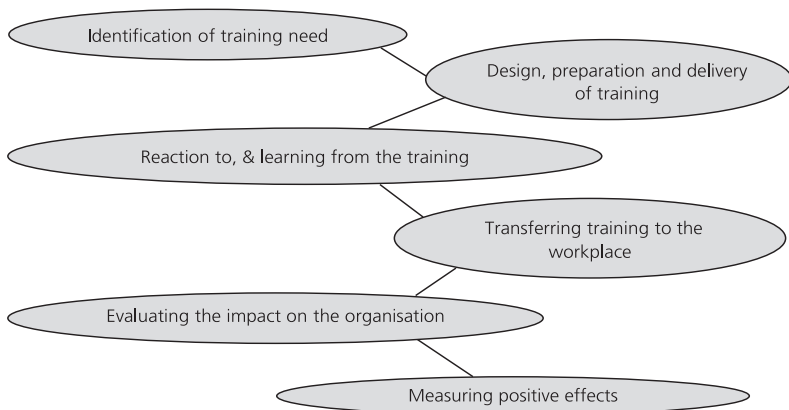 Identification of training need
Design, preparation and delivery
of training
Reaction to, & learning from the training
Transferring training to the
workplace
Evaluating the impact on the organisation
Measuring positive effects